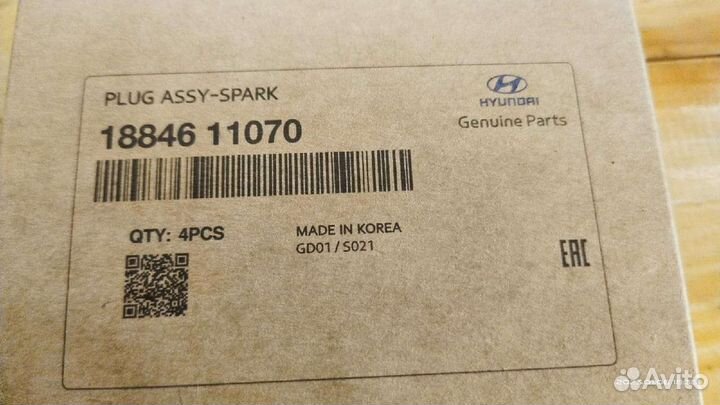 PLUG ASSY-SPARK
18846 11070
HYUNDAI
Genuine Parts
QTY: 4PCS
MADE IN KOREA
GD01 / S021
EAC
Avito